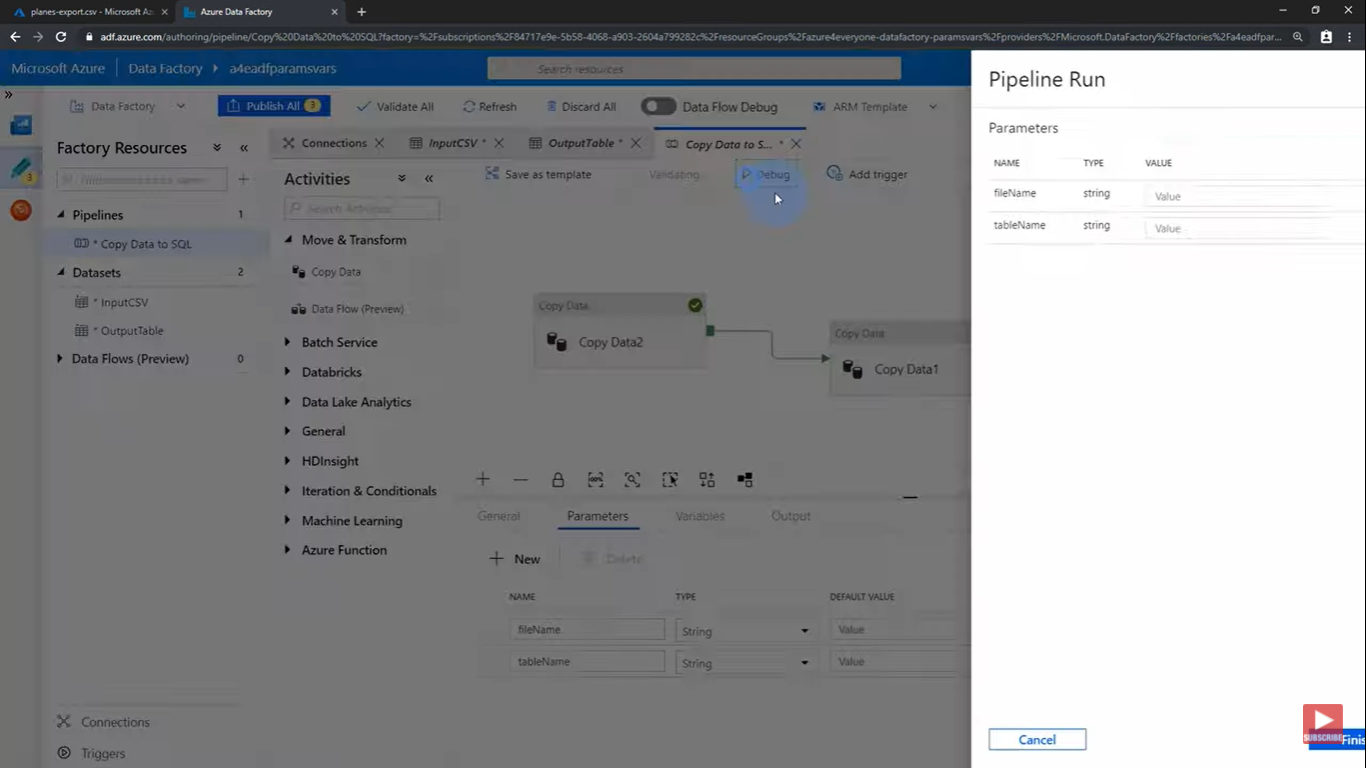 planes-export.csv - Microsoft Az
Azure Data Factory
adf.azure.com/authoring/pipeline/Copy%20Data%20to%20SQL?factory=%2Fsubscriptions%2F84717e9e-5b58-4068-a903-2604a799282c%2FresourceGroups%2Fazure4everyone-datafactory-paramsvars%2Fproviders%2FMicrosoft.DataFactory%2Ffactories%2Fa4eadfpar...
Microsoft Azure
Data Factory
a4eadfparamsvars
Search resources
Data Factory
Publish All 3
Validate All
Refresh
Discard All
Data Flow Debug
ARM Template
Connections
InputCSV *
OutputTable *
Copy Data to S... *
Factory Resources
Pipelines 1
* Copy Data to SQL
Datasets 2
* InputCSV
* OutputTable
Data Flows (Preview) 0
Connections
Triggers
3
Activities
Search Activities
Move & Transform
Copy Data
Data Flow (Preview)
Batch Service
Databricks
Data Lake Analytics
General
HDInsight
Iteration & Conditionals
Machine Learning
Azure Function
Save as template
Validating
Debug
Add trigger
Copy Data
Copy Data2
Copy Data
Copy Data1
100%
General
Parameters
Variables
Output
New
Delete
NAME TYPE DEFAULT VALUE
fileName String Value
tableName String Value
Pipeline Run
Parameters
NAME TYPE VALUE
fileName string Value
tableName string Value
Cancel
Finis
SUBSCRIBE